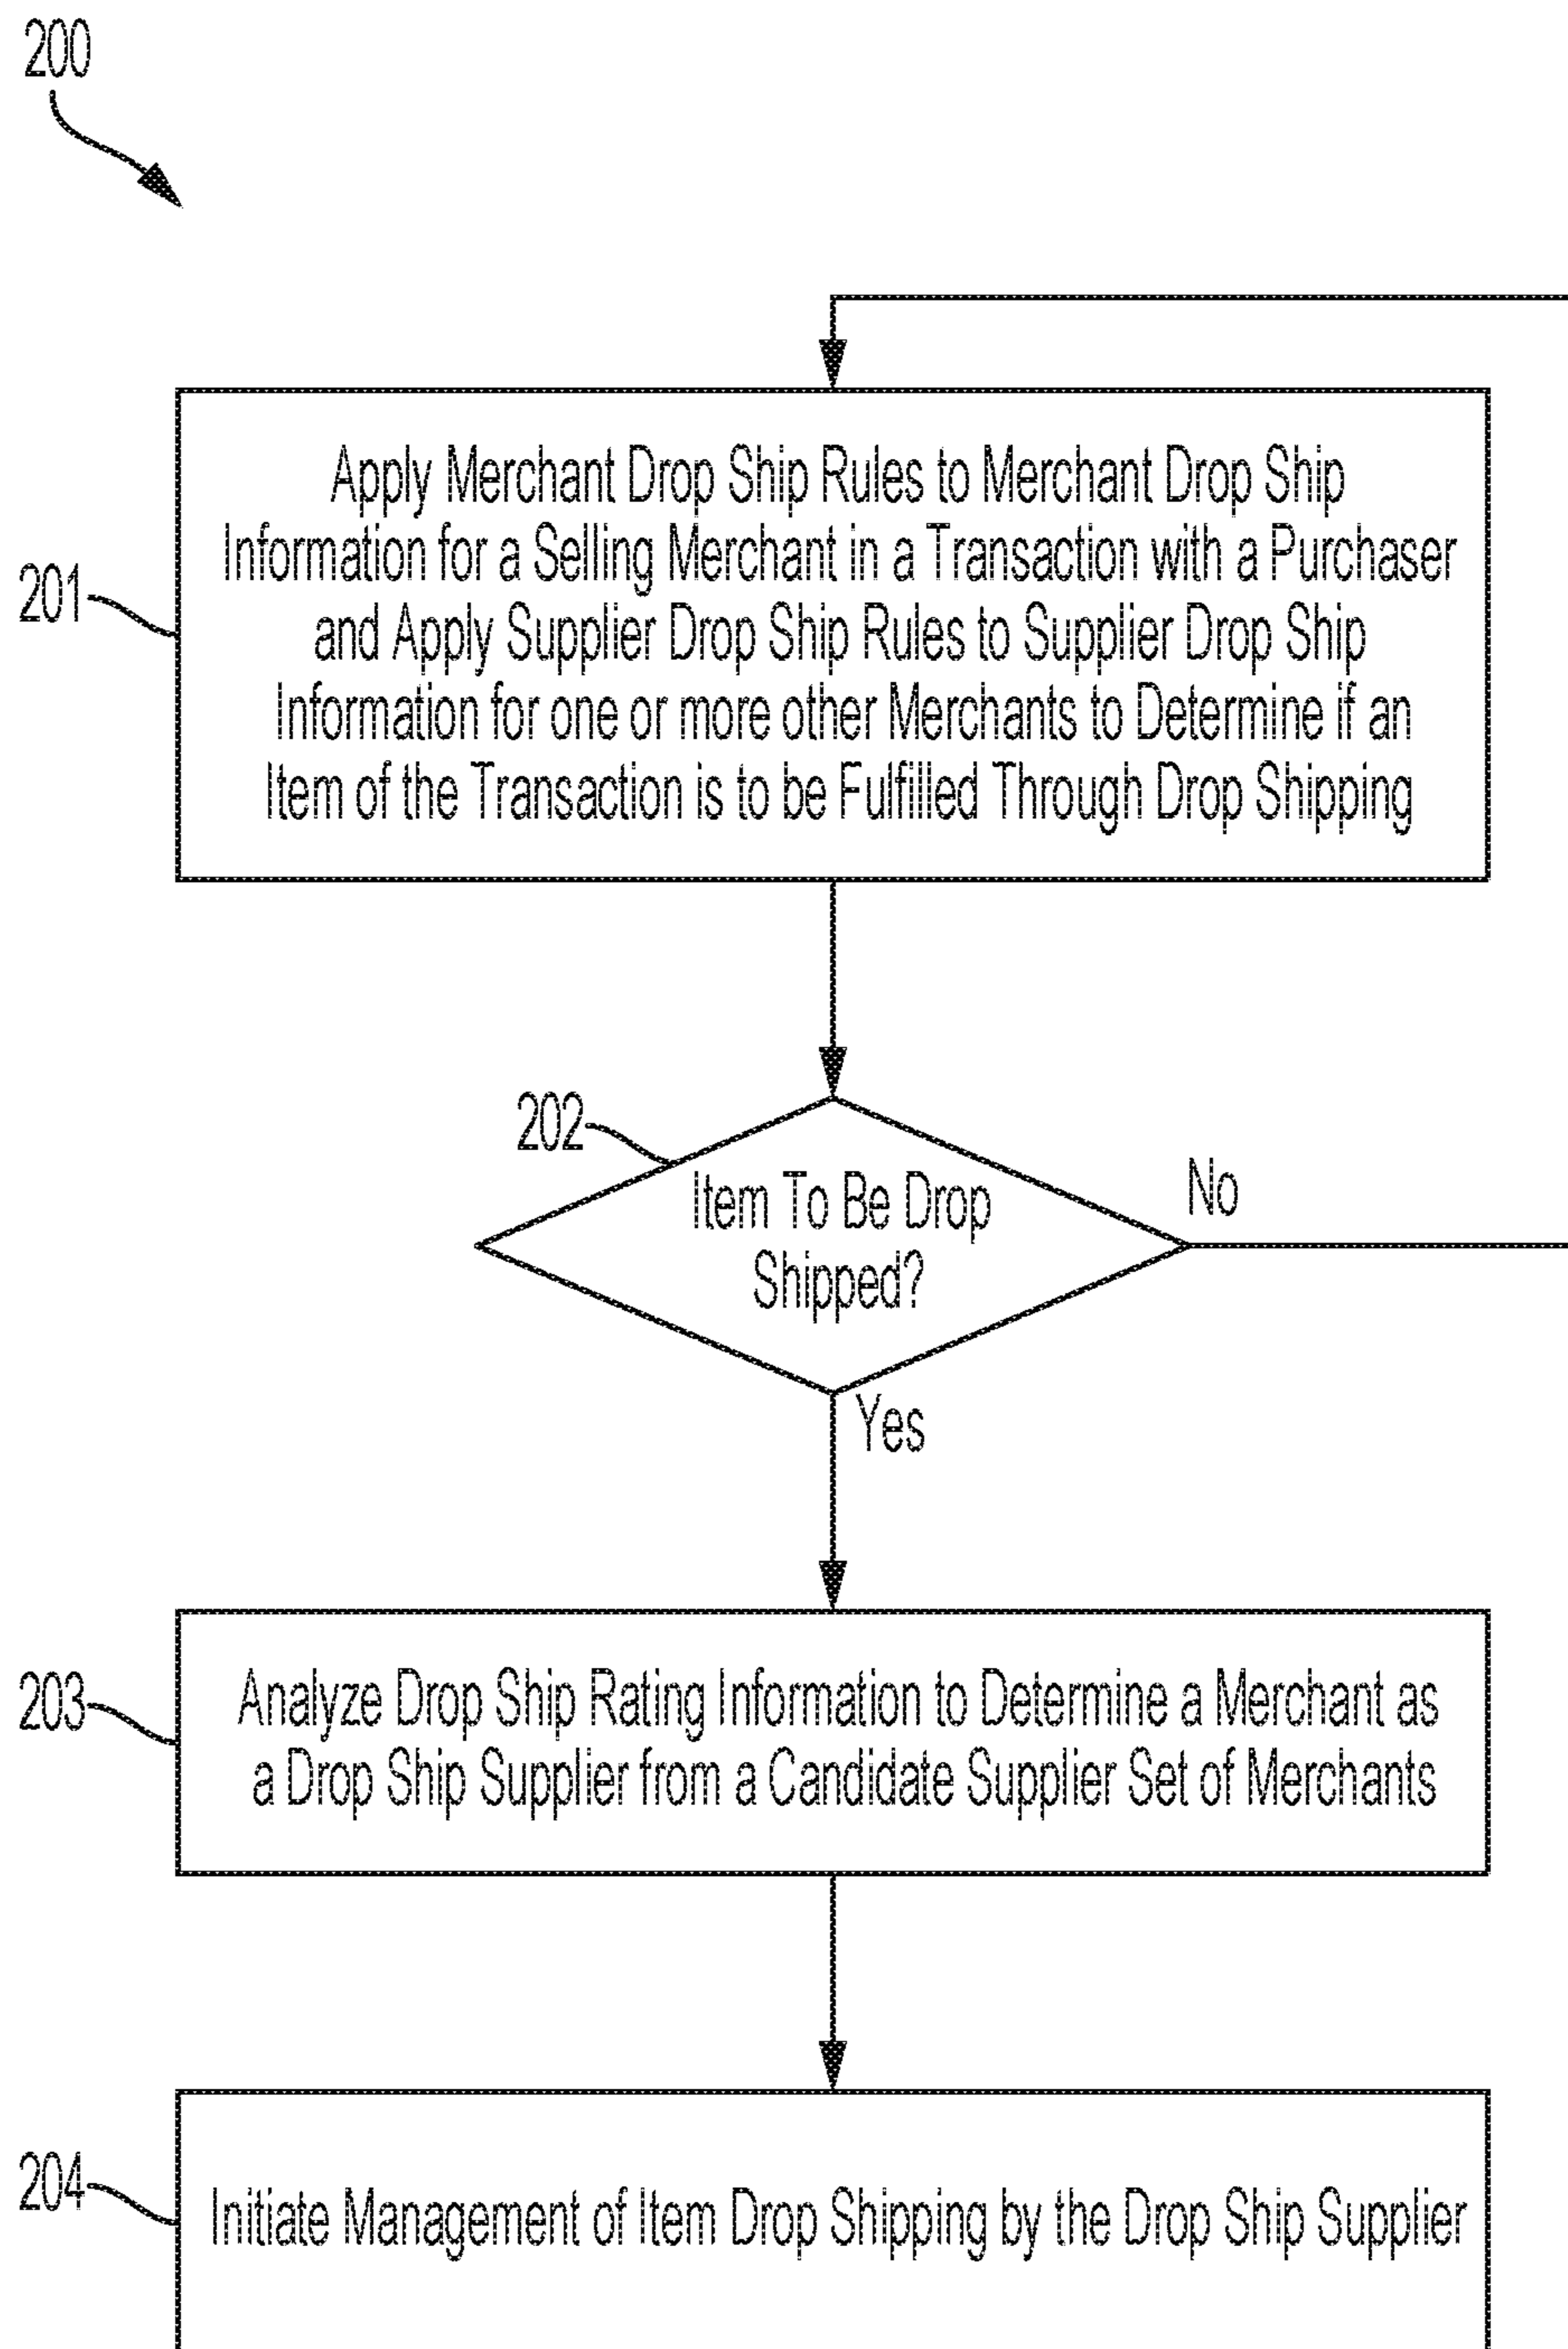 200
Apply Merchant Drop Ship Rules to Merchant Drop Ship
Information for a Selling Merchant in a Transaction with a Purchaser
and Apply Supplier Drop Ship Rules to Supplier Drop Ship
Information for one or more other Merchants to Determine if an
Item of the Transaction is to be Fulfilled Through Drop Shipping
201
202
Item To Be Drop
Shipped?
No
Yes
203
Analyze Drop Ship Rating Information to Determine a Merchant as
a Drop Ship Supplier from a Candidate Supplier Set of Merchants
204
Initiate Management of Item Drop Shipping by the Drop Ship Supplier